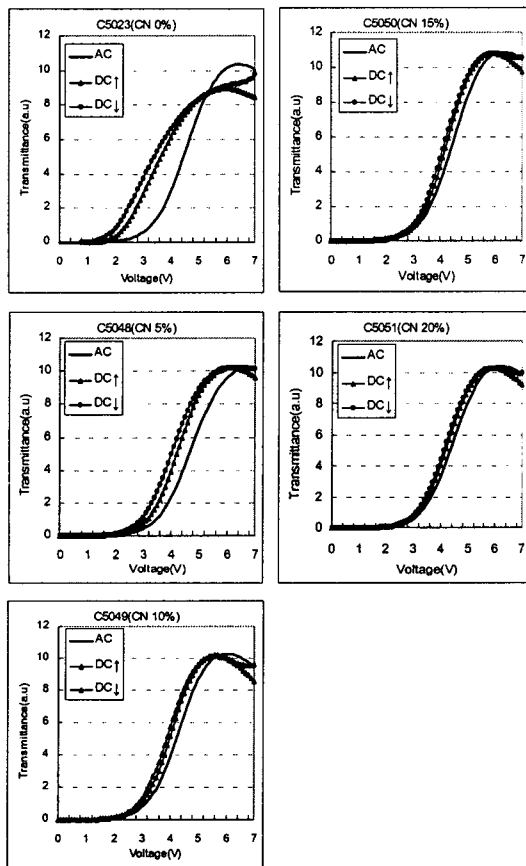 C5023(CN 0%)
Transmittance(a.u)
12
10
8
6
4
2
0
AC
DC↑
DC↓
0 1 2 3 4 5 6 7
Voltage(V)
C5050(CN 15%)
Transmittance(a.u)
12
10
8
6
4
2
0
AC
DC↑
DC↓
0 1 2 3 4 5 6 7
Voltage(V)
C5048(CN 5%)
Transmittance(a.u)
12
10
8
6
4
2
0
AC
DC↑
DC↓
0 1 2 3 4 5 6 7
Voltage(V)
C5051(CN 20%)
Transmittance(a.u)
12
10
8
6
4
2
0
AC
DC↑
DC↓
0 1 2 3 4 5 6 7
Voltage(V)
C5049(CN 10%)
Transmittance(a.u)
12
10
8
6
4
2
0
AC
DC↑
DC↓
0 1 2 3 4 5 6 7
Voltage(V)